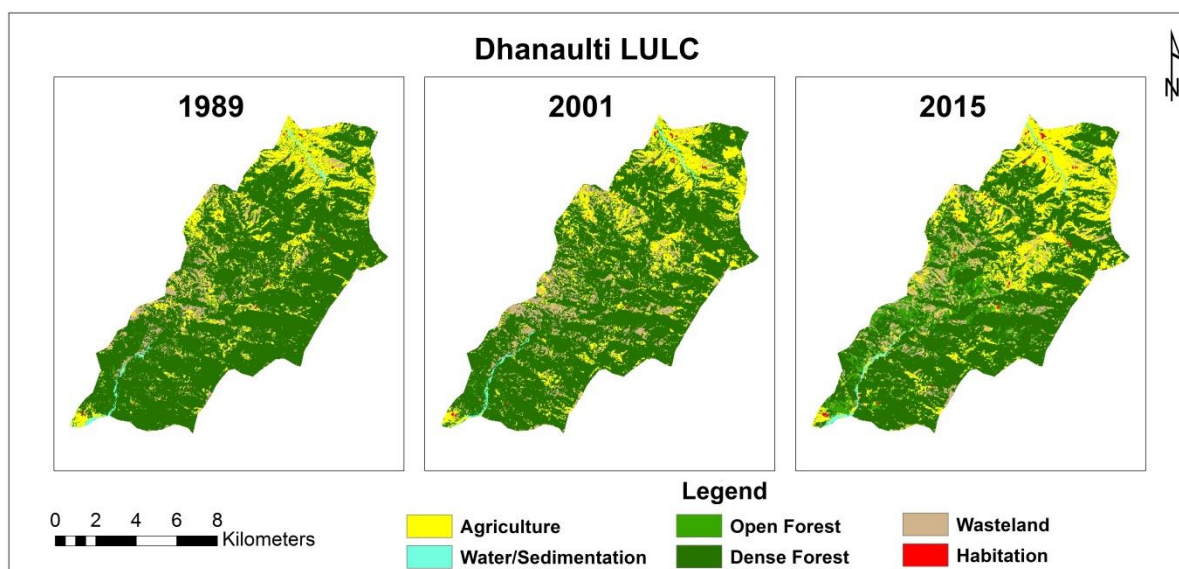 Dhanaulti LULC
N
1989
2001
2015
Legend
0 2 4 6 8
Kilometers
Agriculture
Open Forest
Wasteland
Water/Sedimentation
Dense Forest
Habitation